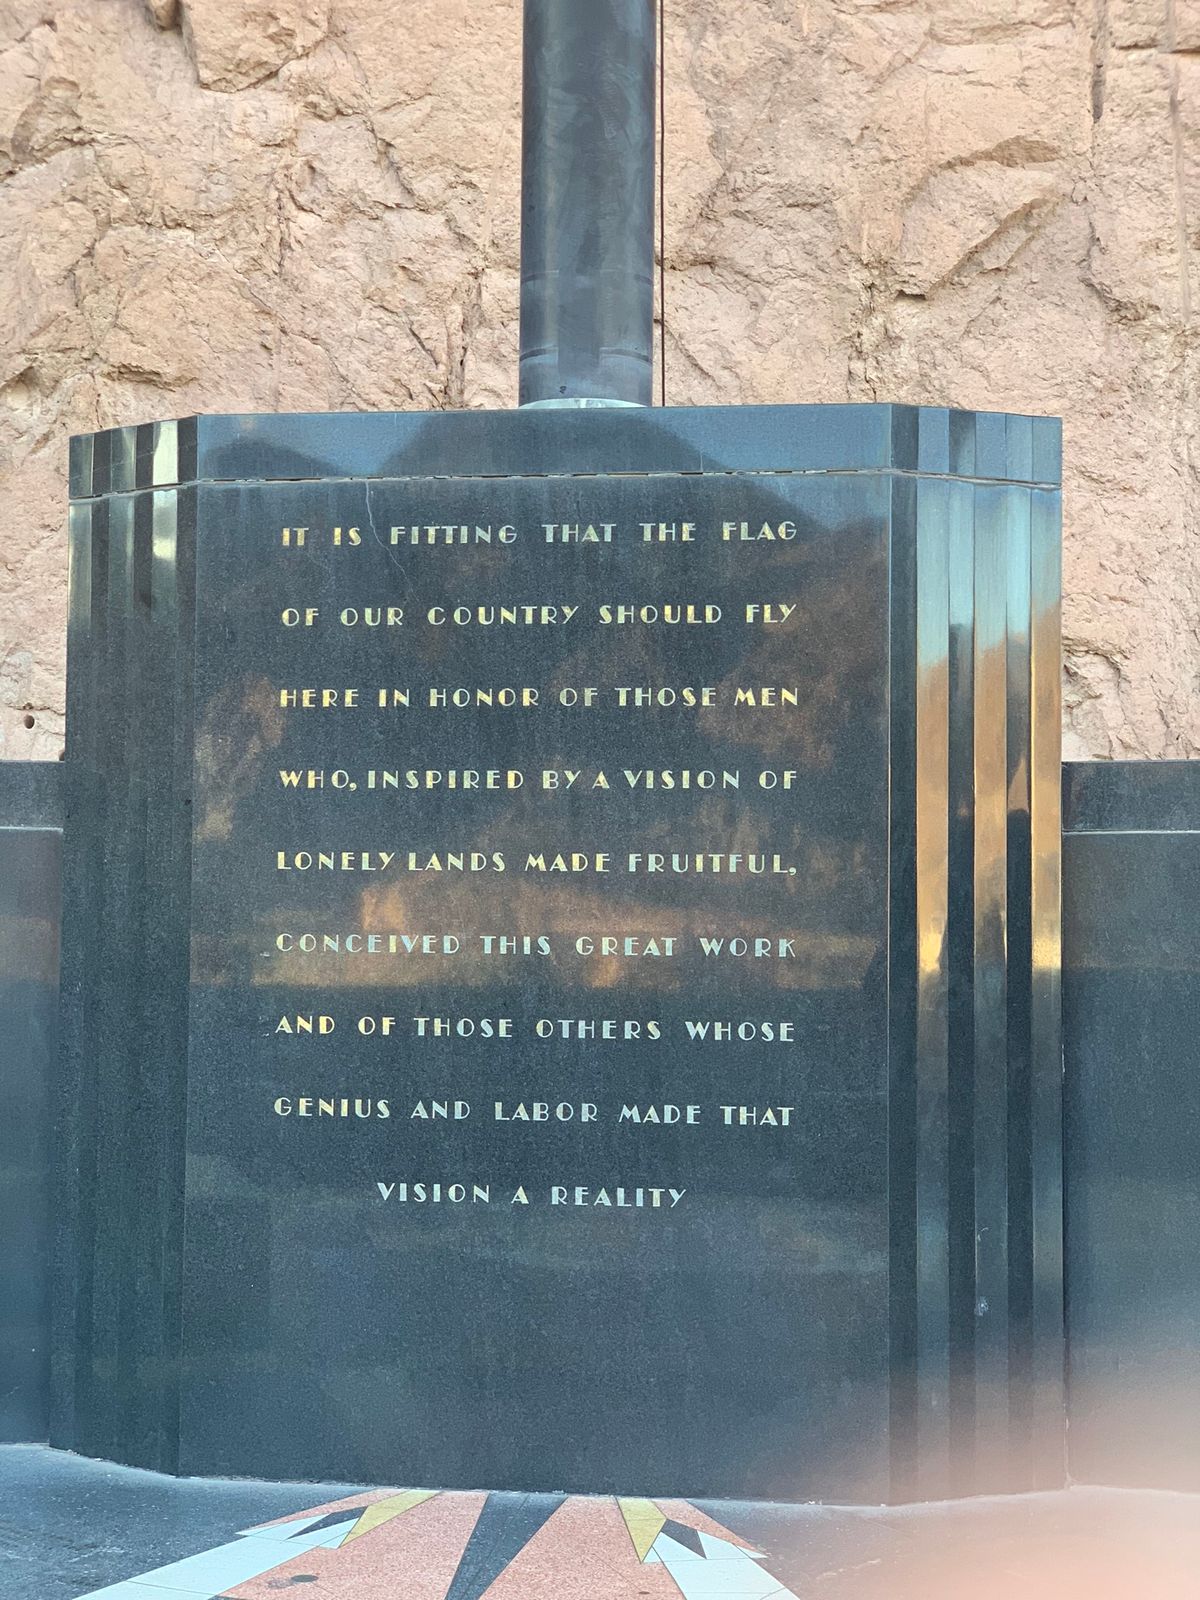 IT IS FITTING THAT THE FLAG
OF OUR COUNTRY SHOULD FLY
HERE IN HONOR OF THOSE MEN
WHO, INSPIRED BY A VISION OF
LONELY LANDS MADE FRUITFUL,
CONCEIVED THIS GREAT WORK
AND OF THOSE OTHERS WHOSE
GENIUS AND LABOR MADE THAT
VISION A REALITY